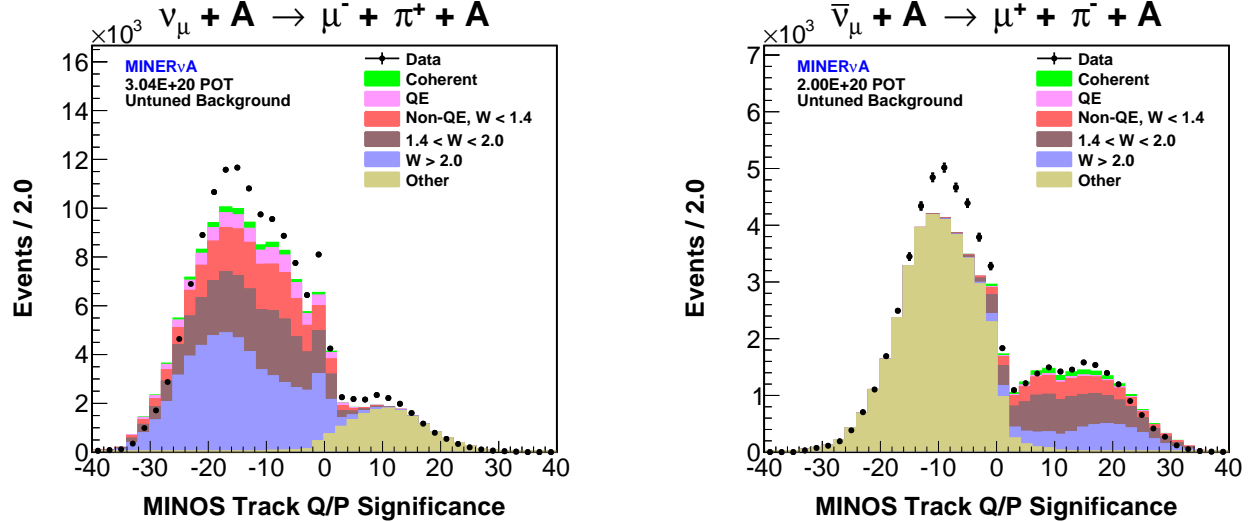 νμ + A → μ- + π+ + A
×10³
16
14
12
10
8
6
4
2
0
Events / 2.0
MINERνA
3.04E+20 POT
Untuned Background
Data
Coherent
QE
Non-QE, W < 1.4
1.4 < W < 2.0
W > 2.0
Other
-40 -30 -20 -10 0 10 20 30 40
MINOS Track Q/P Significance
ν̅μ + A → μ+ + π- + A
×10³
7
6
5
4
3
2
1
0
Events / 2.0
MINERνA
2.00E+20 POT
Untuned Background
Data
Coherent
QE
Non-QE, W < 1.4
1.4 < W < 2.0
W > 2.0
Other
-40 -30 -20 -10 0 10 20 30 40
MINOS Track Q/P Significance